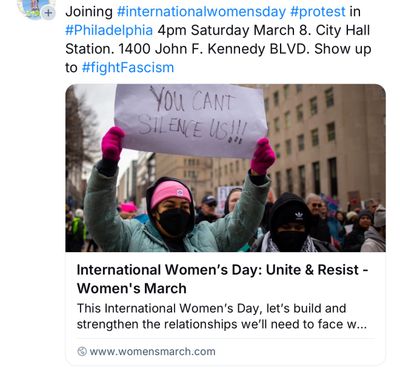 Joining #internationalwomensday #protest in
#Philadelphia 4pm Saturday March 8. City Hall
Station. 1400 John F. Kennedy BLVD. Show up
to #fightFascism
YOU CANT
SILENCE US!!!
International Women’s Day: Unite & Resist -
Women's March
This International Women’s Day, let’s build and
strengthen the relationships we’ll need to face w...
www.womensmarch.com